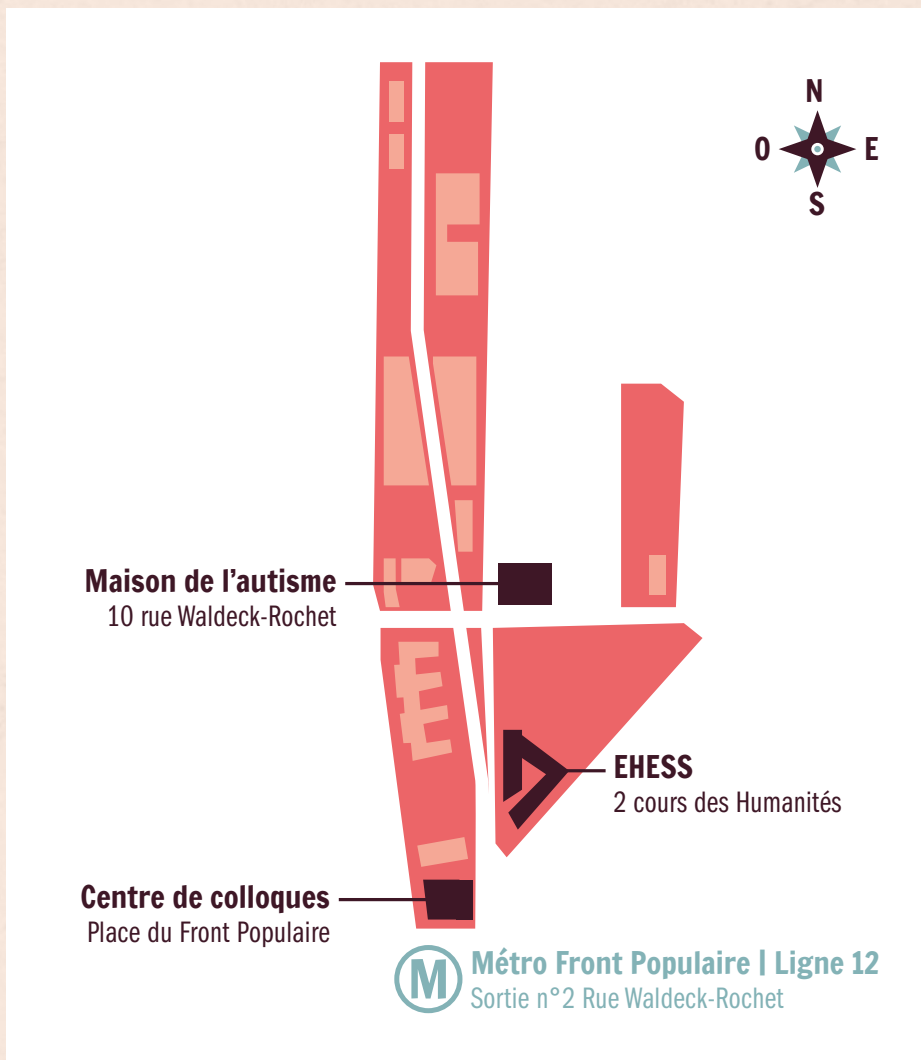 N
O
E
S
Maison de l'autisme
10 rue Waldeck-Rochet
EHESS
2 cours des Humanités
Centre de colloques
Place du Front Populaire
M
Métro Front Populaire | Ligne 12
Sortie n°2 Rue Waldeck-Rochet